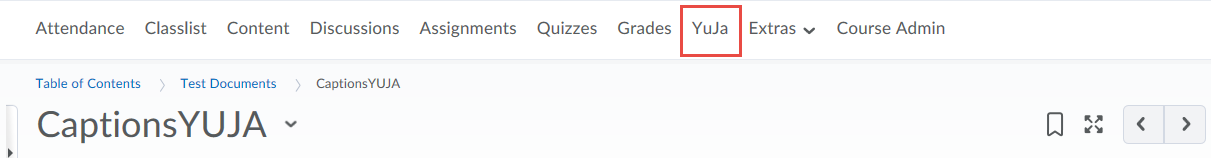 Attendance Classlist Content Discussions Assignments Quizzes Grades YuJa Extras Course Admin
Table of Contents Test Documents CaptionsYUJA
CaptionsYUJA